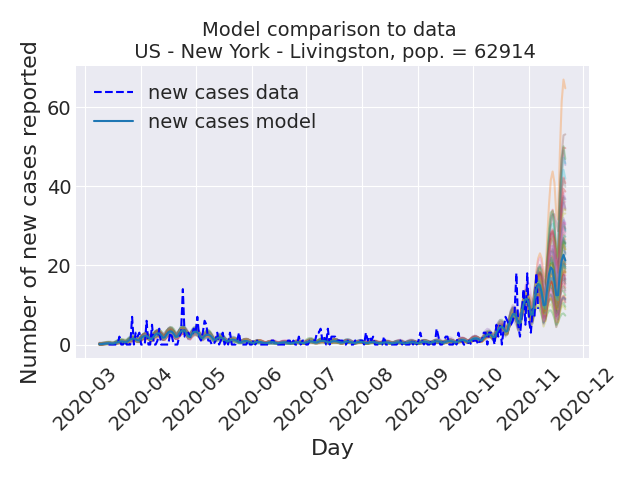 Model comparison to data
US - New York - Livingston, pop. = 62914
Number of new cases reported
60
40
20
0
new cases data
new cases model
2020-03
2020-04
2020-05
2020-06
2020-07
2020-08
2020-09
2020-10
2020-11
2020-12
Day